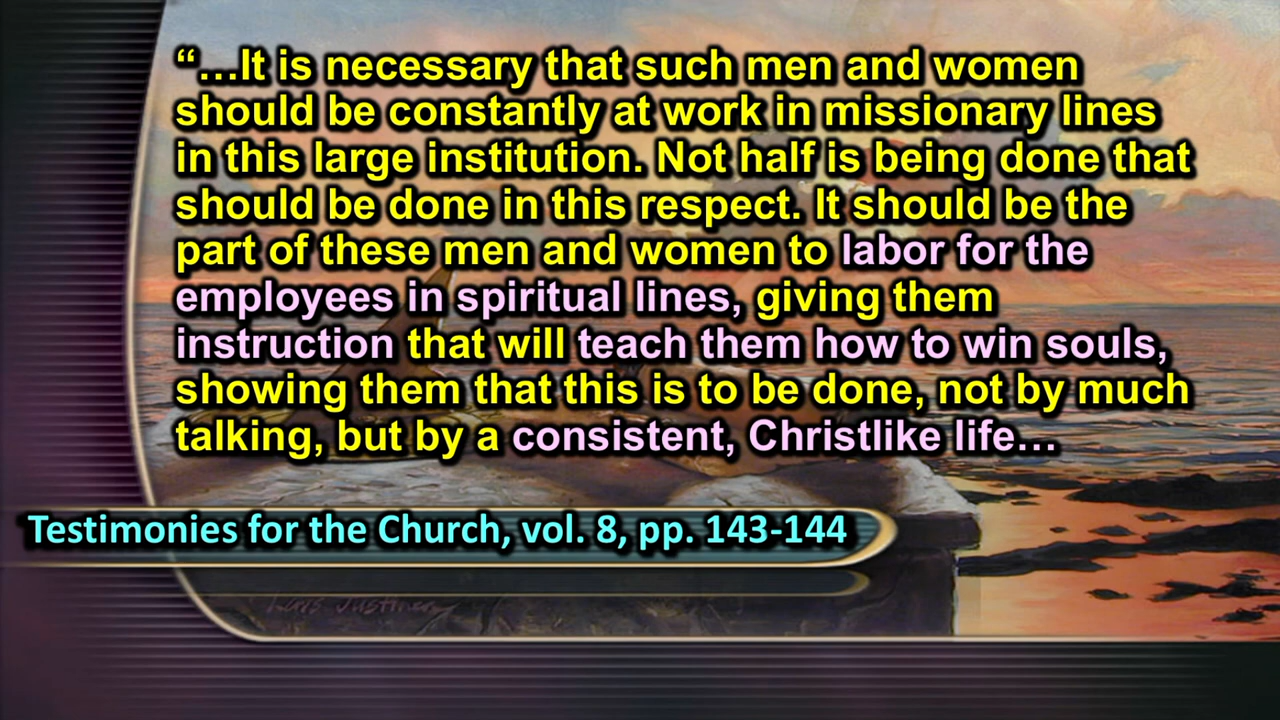 “…It is necessary that such men and women
should be constantly at work in missionary lines
in this large institution. Not half is being done that
should be done in this respect. It should be the
part of these men and women to labor for the
employees in spiritual lines, giving them
instruction that will teach them how to win souls,
showing them that this is to be done, not by much
talking, but by a consistent, Christlike life…
Testimonies for the Church, vol. 8, pp. 143-144